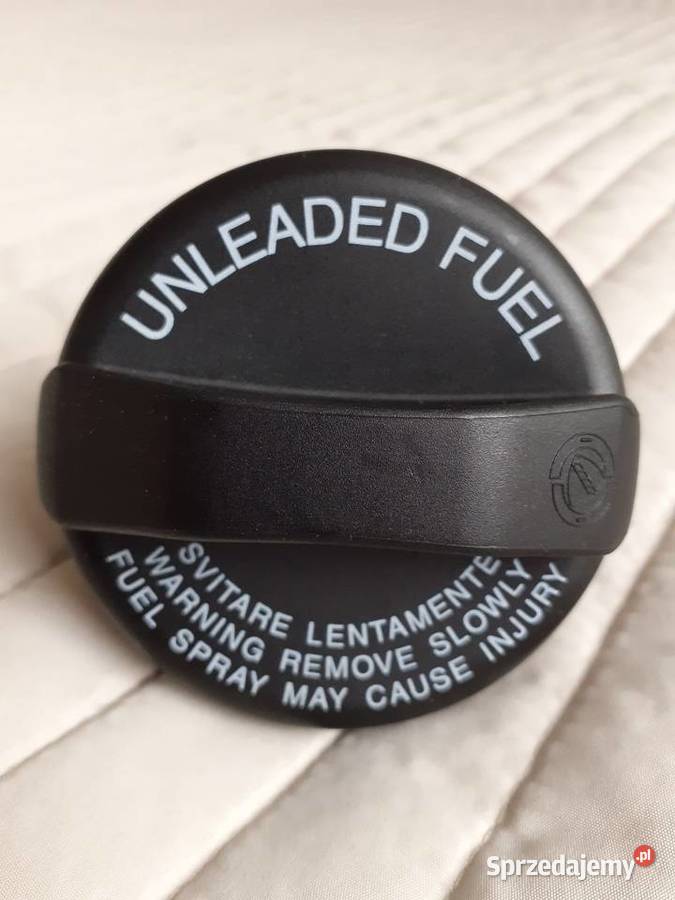 UNLEADED FUEL
SVITARE LENTAMENTE
WARNING REMOVE SLOWLY
FUEL SPRAY MAY CAUSE INJURY
Sprzedajemy.pl